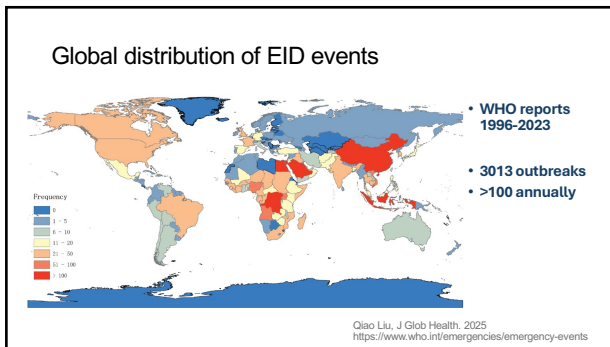 Global distribution of EID events
• WHO reports
1996-2023
• 3013 outbreaks
• >100 annually
Frequency
0
1 - 5
6 - 10
11 - 20
21 - 50
51 - 100
> 100
Qiao Liu, J Glob Health. 2025
https://www.who.int/emergencies/emergency-events